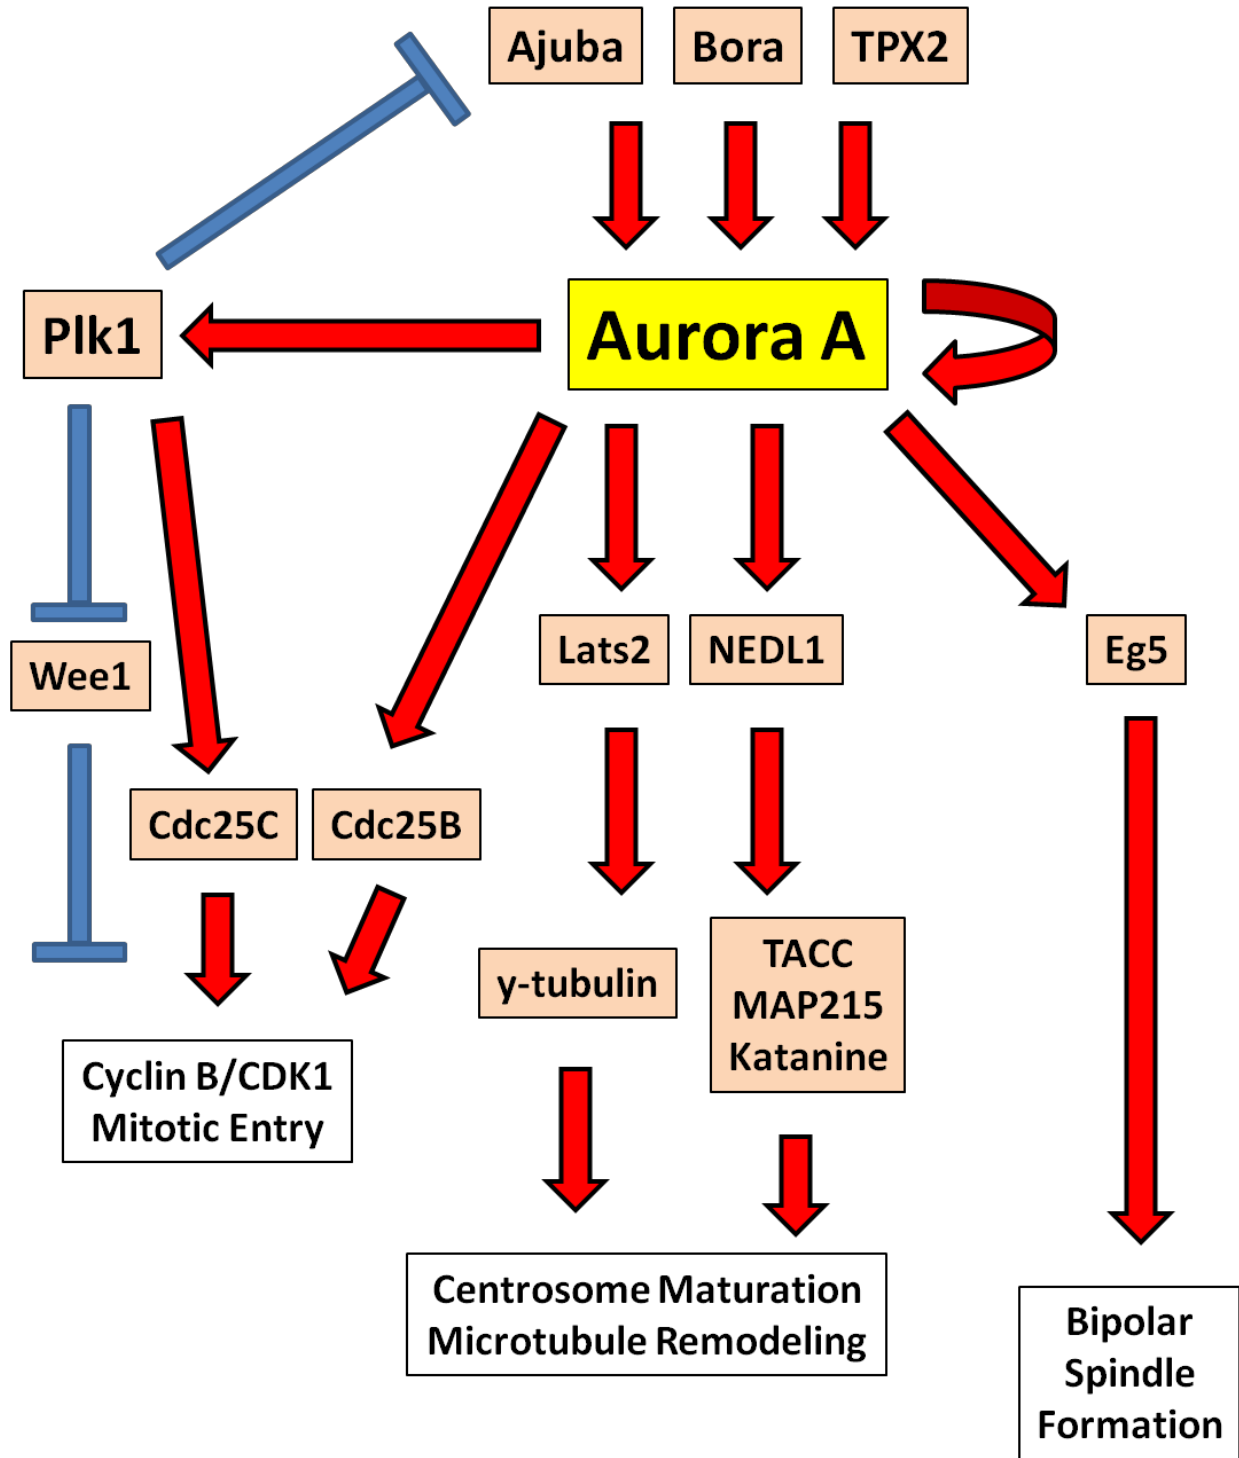 Ajuba
Bora
TPX2
Plk1
Aurora A
Lats2
NEDL1
Eg5
Wee1
Cdc25C
Cdc25B
y-tubulin
TACC
MAP215
Katanine
Cyclin B/CDK1
Mitotic Entry
Centrosome Maturation
Microtubule Remodeling
Bipolar
Spindle
Formation